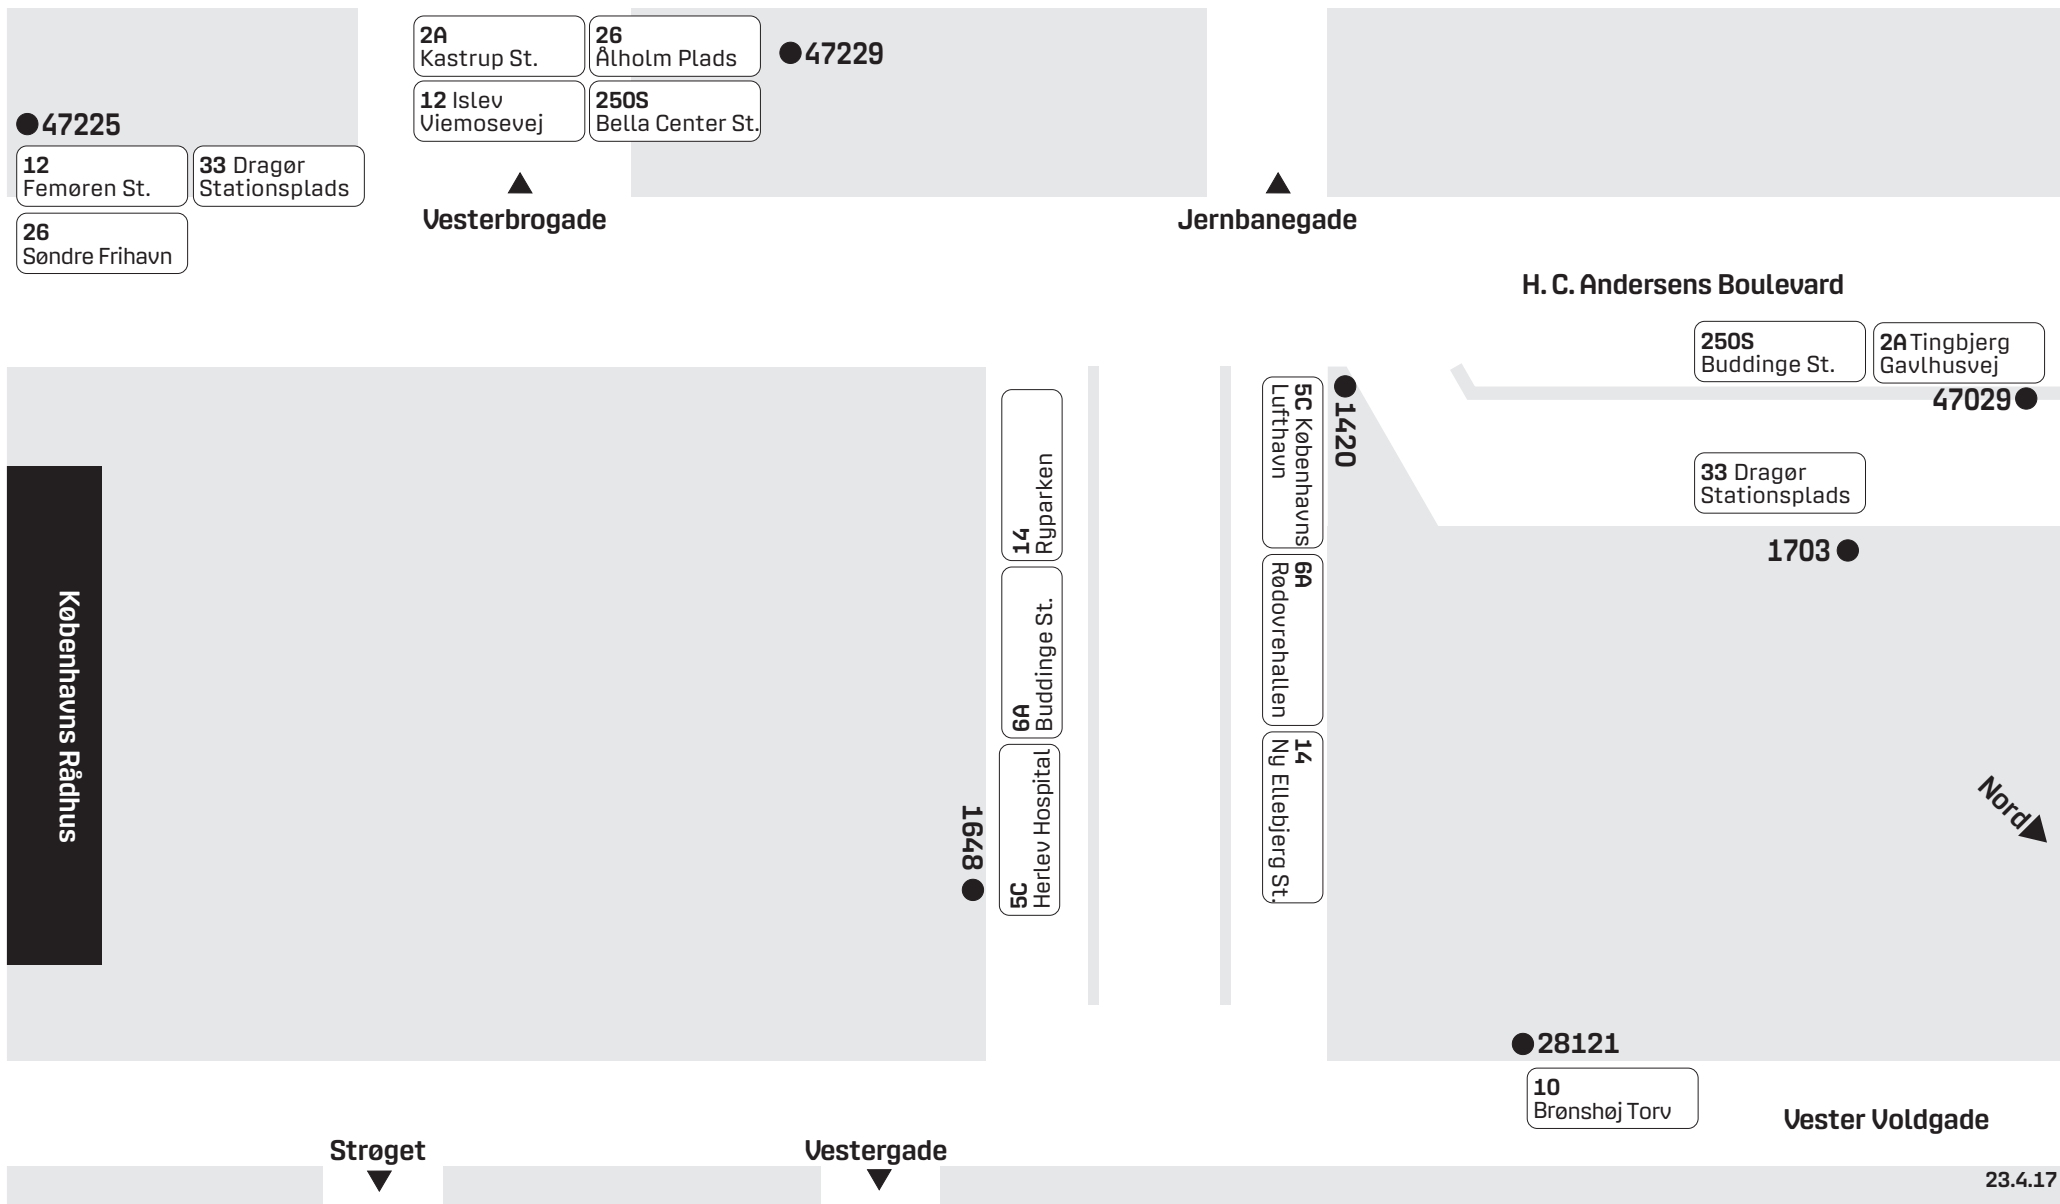 2A
Kastrup St.
26
Ålholm Plads
47229
12 Islev
Viemosevej
250S
Bella Center St.
47225
12
Femøren St.
33 Dragør
Stationsplads
26
Søndre Frihavn
Vesterbrogade
Jernbanegade
H. C. Andersens Boulevard
250S
Buddinge St.
2A Tingbjerg
Gavlhusvej
47029
33 Dragør
Stationsplads
1703
14
Ryparken
6A
Buddinge St.
5C
Herlev Hospital
1648
5C Københavns
Lufthavn
1420
6A
Rødovrehallen
14
Ny Ellebjerg St.
Københavns Rådhus
Nord
28121
10
Brønshøj Torv
Vester Voldgade
Strøget
Vestergade
23.4.17